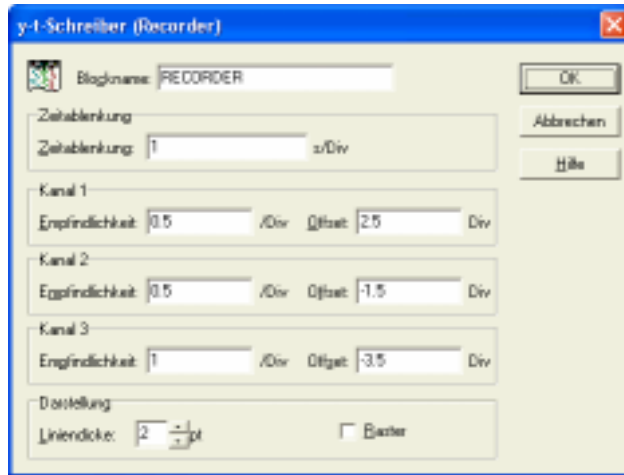 y-t-Schreiber (Recorder)
Blockname: RECORDER
OK
Zeitablenkung
Abbrechen
Zeitablenkung: 1 s/Div
Hilfe
Kanal 1
Empfindlichkeit: 0.5 /Div Offset: 2.5 Div
Kanal 2
Empfindlichkeit: 0.5 /Div Offset: -1.5 Div
Kanal 3
Empfindlichkeit: 1 /Div Offset: -3.5 Div
Darstellung
Liniendicke: 2 pt Raster